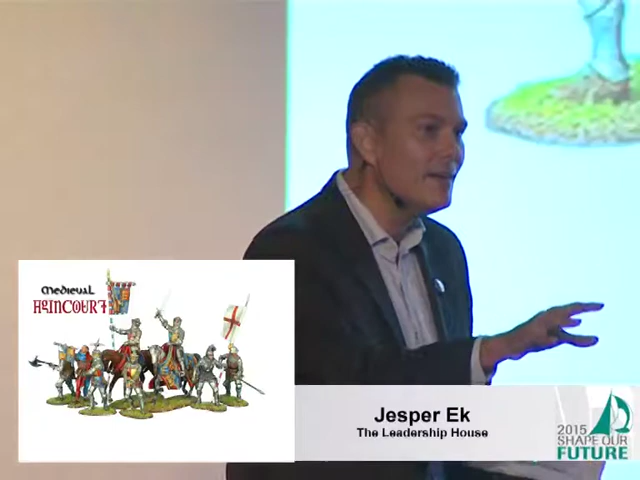 Medieval
AGINCOURT
Jesper Ek
The Leadership House
2015
SHAPE OUR
FUTURE